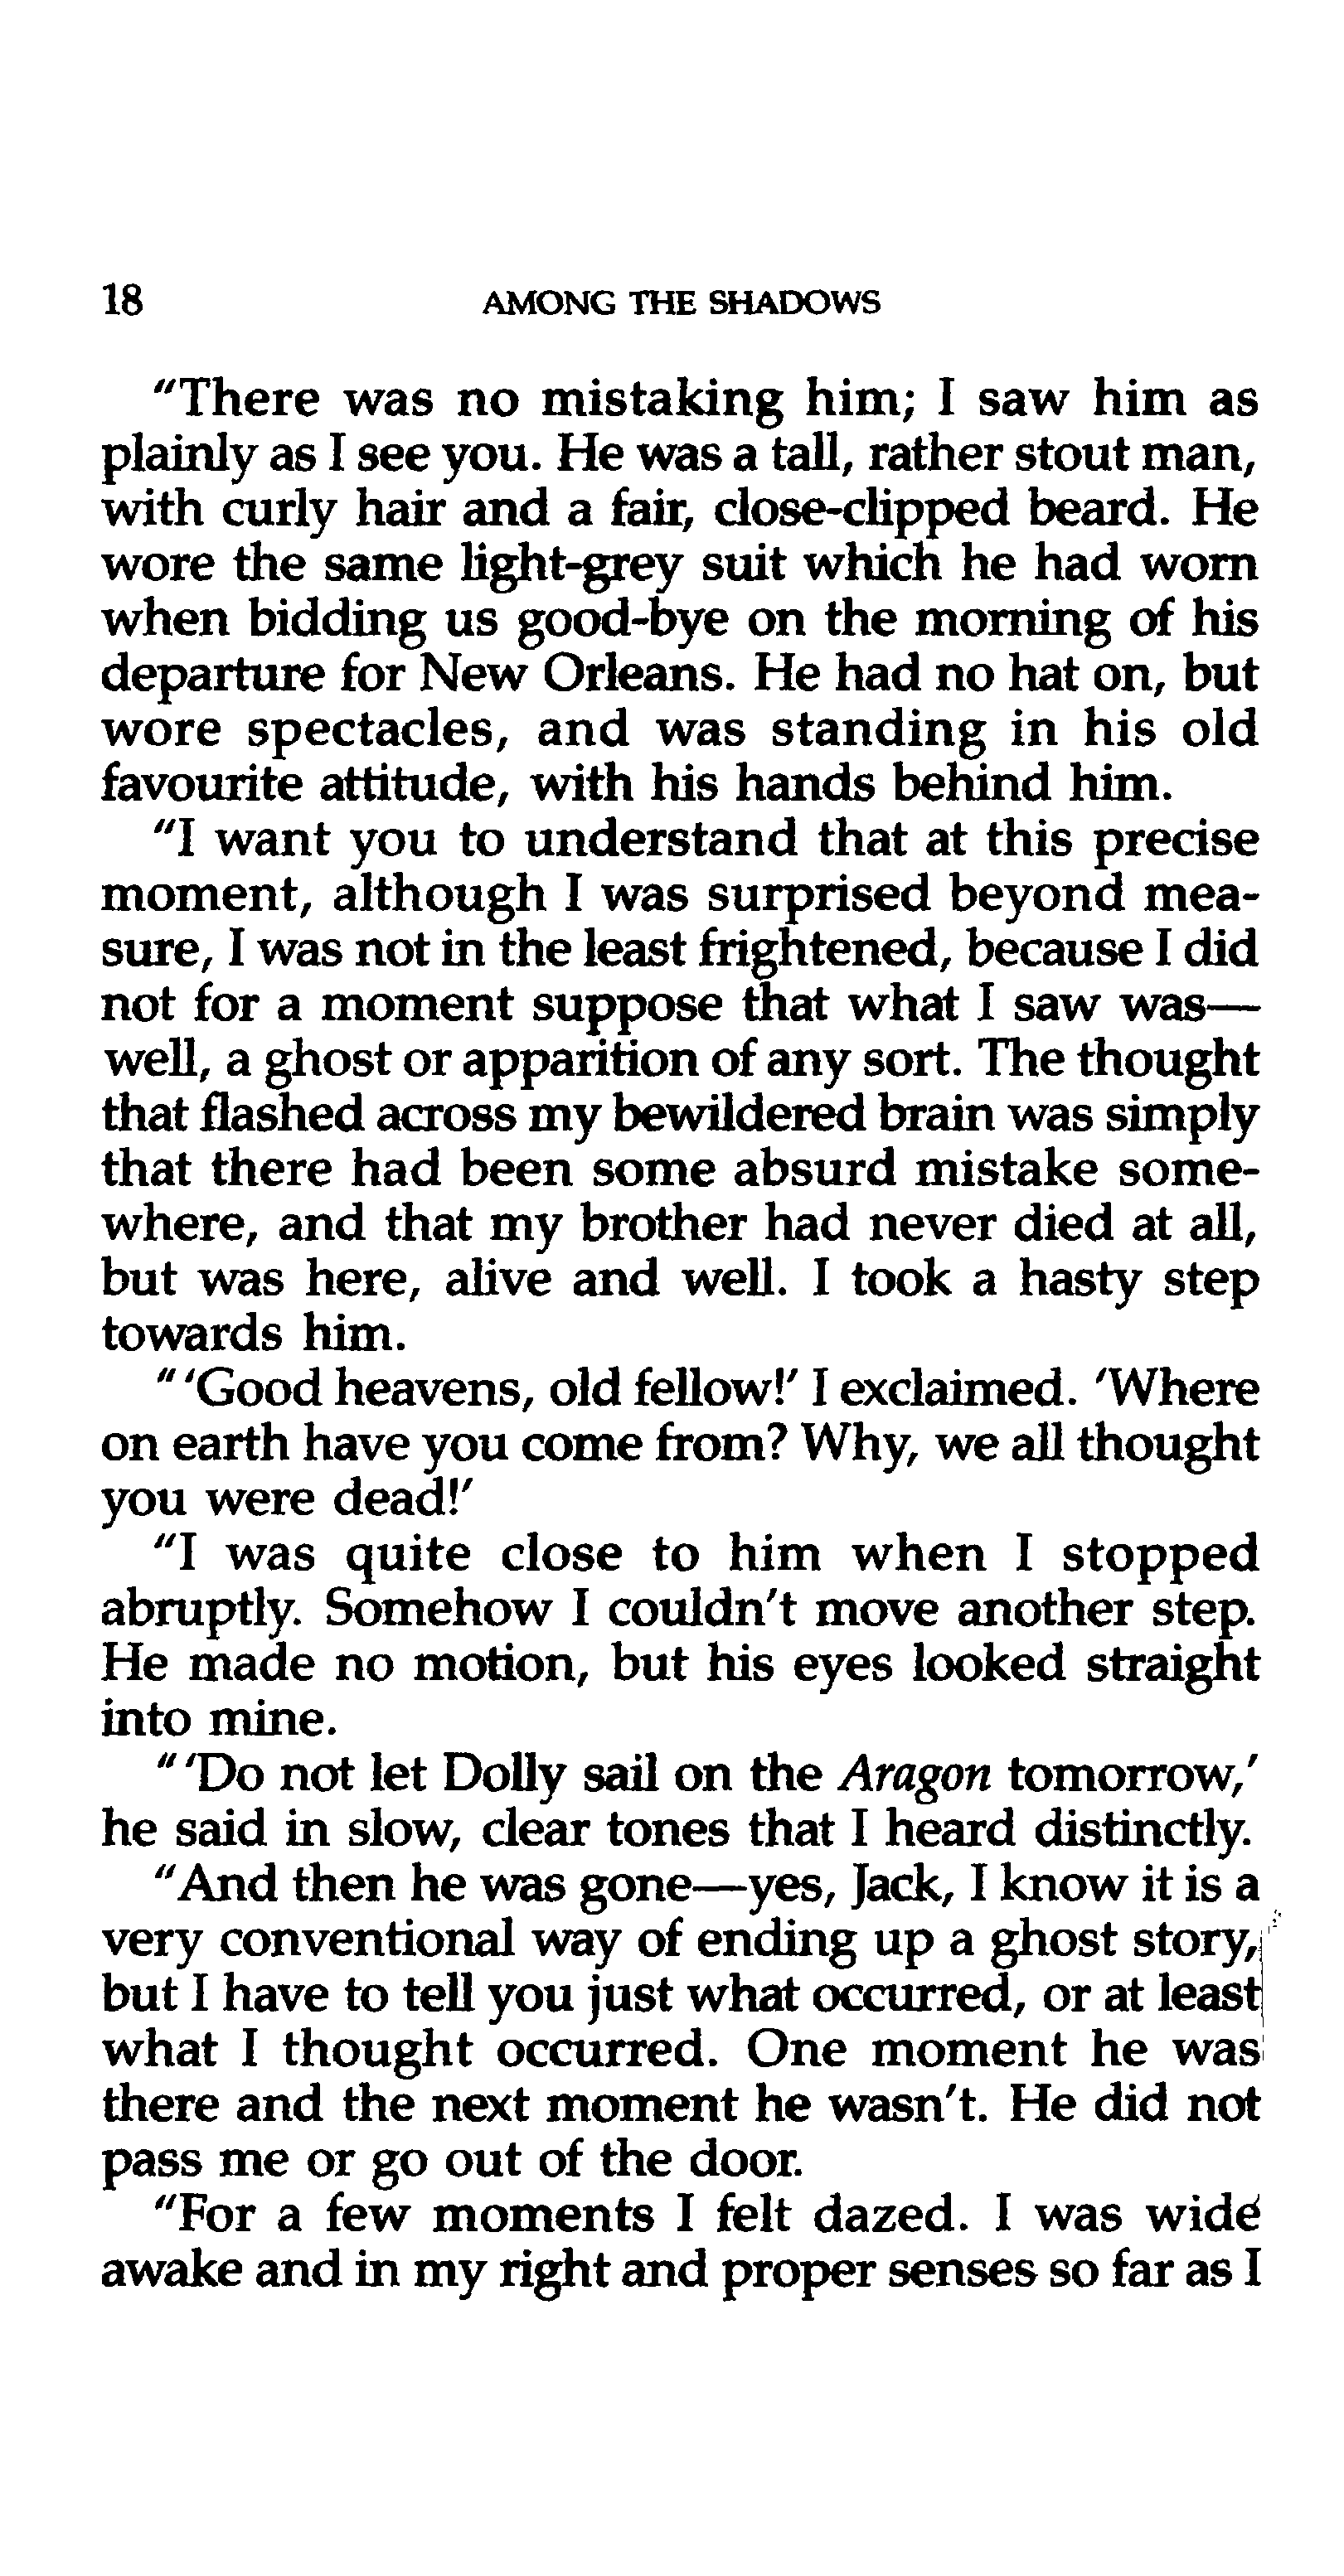 18 AMONG THE SHADOWS
"There was no mistaking him; I saw him as
plainly as I see you. He was a tall, rather stout man,
with curly hair and a fair, close-clipped beard. He
wore the same light-grey suit which he had worn
when bidding us good-bye on the morning of his
departure for New Orleans. He had no hat on, but
wore spectacles, and was standing in his old
favourite attitude, with his hands behind him.
"I want you to understand that at this precise
moment, although I was surprised beyond mea-
sure, I was not in the least frightened, because I did
not for a moment suppose that what I saw was—
well, a ghost or apparition of any sort. The thought
that flashed across my bewildered brain was simply
that there had been some absurd mistake some-
where, and that my brother had never died at all,
but was here, alive and well. I took a hasty step
towards him.
"'Good heavens, old fellow!' I exclaimed. 'Where
on earth have you come from? Why, we all thought
you were dead!'
"I was quite close to him when I stopped
abruptly. Somehow I couldn't move another step.
He made no motion, but his eyes looked straight
into mine.
"'Do not let Dolly sail on the Aragon tomorrow,'
he said in slow, clear tones that I heard distinctly.
"And then he was gone—yes, Jack, I know it is a
very conventional way of ending up a ghost story,
but I have to tell you just what occurred, or at least
what I thought occurred. One moment he was
there and the next moment he wasn't. He did not
pass me or go out of the door.
"For a few moments I felt dazed. I was wide
awake and in my right and proper senses so far as I